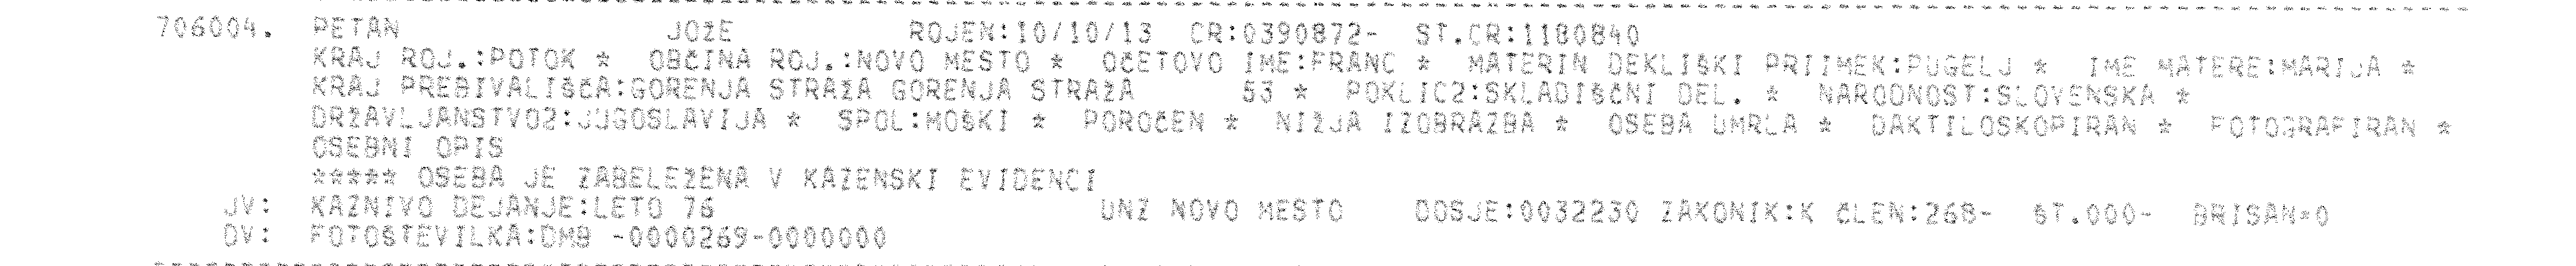 706004. PETAN JOŽE ROJEN:10/10/13 CR:0390872- ST.CR:1180840
KRAJ ROJ.:POTOK * OBČINA ROJ.:NOVO MESTO * OČETOVO IME:FRANC * MATERIN DEKLIŠKI PRIIMEK:PUGELJ * IME MATERE:MARIJA *
KRAJ PREBIVALIŠČA:GORENJA STRAŽA GORENJA STRAŽA 53 * POKLIC2:SKLADIŠČNI DEL. * NARODNOST:SLOVENSKA *
DRŽAVLJANSTVO2:JUGOSLAVIJA * SPOL:MOŠKI * POROČEN * NIŽJA IZOBRAZBA * OSEBA UMRLA * DAKTILOSKOPIRAN * FOTOGRAFIRAN *
OSEBNI OPIS
***** OSEBA JE ZABELEŽENA V KAZENSKI EVIDENCI
JV: KAZNIVO DEJANJE:LETO 76 UNZ NOVO MESTO DOSJE:0032230 ZAKONIK:K ČLEN:268- ŠT.000- BRISAN=0
DV: FOTOŠTEVILKA:DMB -0000269-0000000